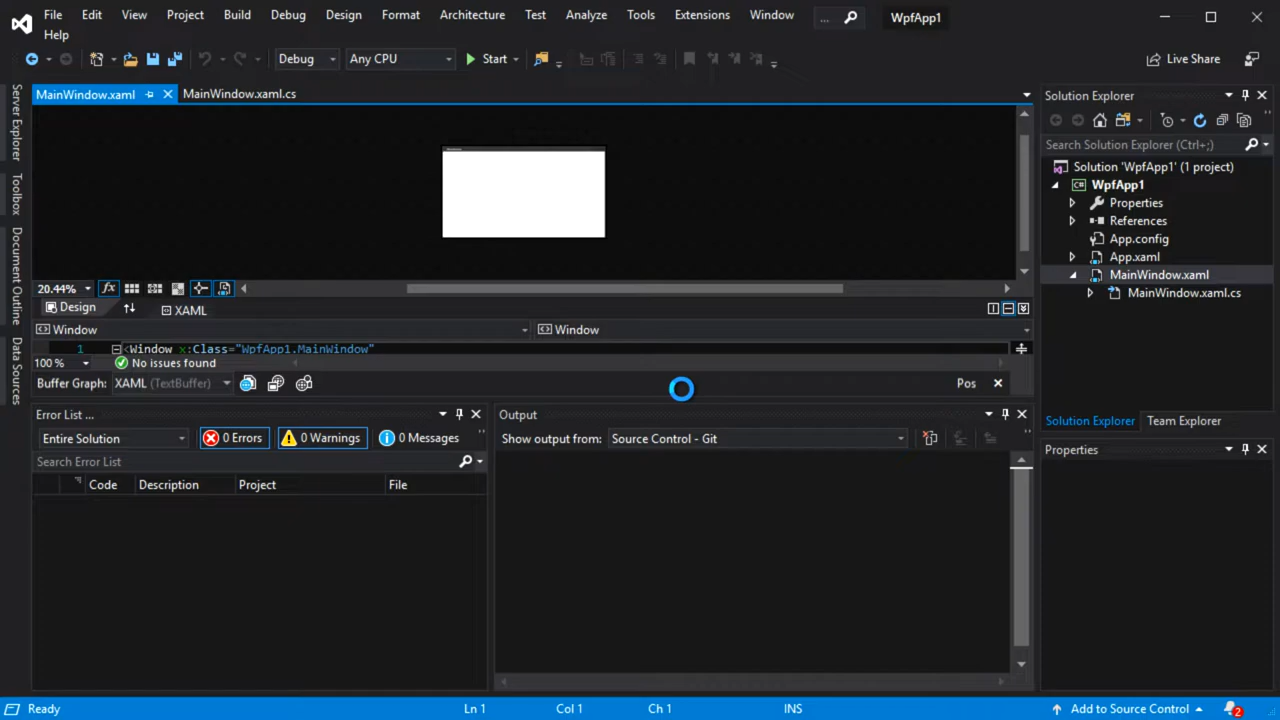 File Edit View Project Build Debug Design Format Architecture Test Analyze Tools Extensions Window ... WpfApp1
Help
Debug Any CPU Start Live Share
MainWindow.xaml MainWindow.xaml.cs
Server Explorer
Toolbox
Document Outline
Data Sources
20.44%
Design XAML
Window Window
1 <Window x:Class="WpfApp1.MainWindow"
100 % No issues found
Buffer Graph: XAML (TextBuffer) Pos
Error List ...
Entire Solution 0 Errors 0 Warnings 0 Messages
Search Error List
Code Description Project File
Output
Show output from: Source Control - Git
Solution Explorer
Search Solution Explorer (Ctrl+;)
Solution 'WpfApp1' (1 project)
C# WpfApp1
Properties
References
App.config
App.xaml
MainWindow.xaml
MainWindow.xaml.cs
Solution Explorer Team Explorer
Properties
Ready Ln 1 Col 1 Ch 1 INS Add to Source Control 2